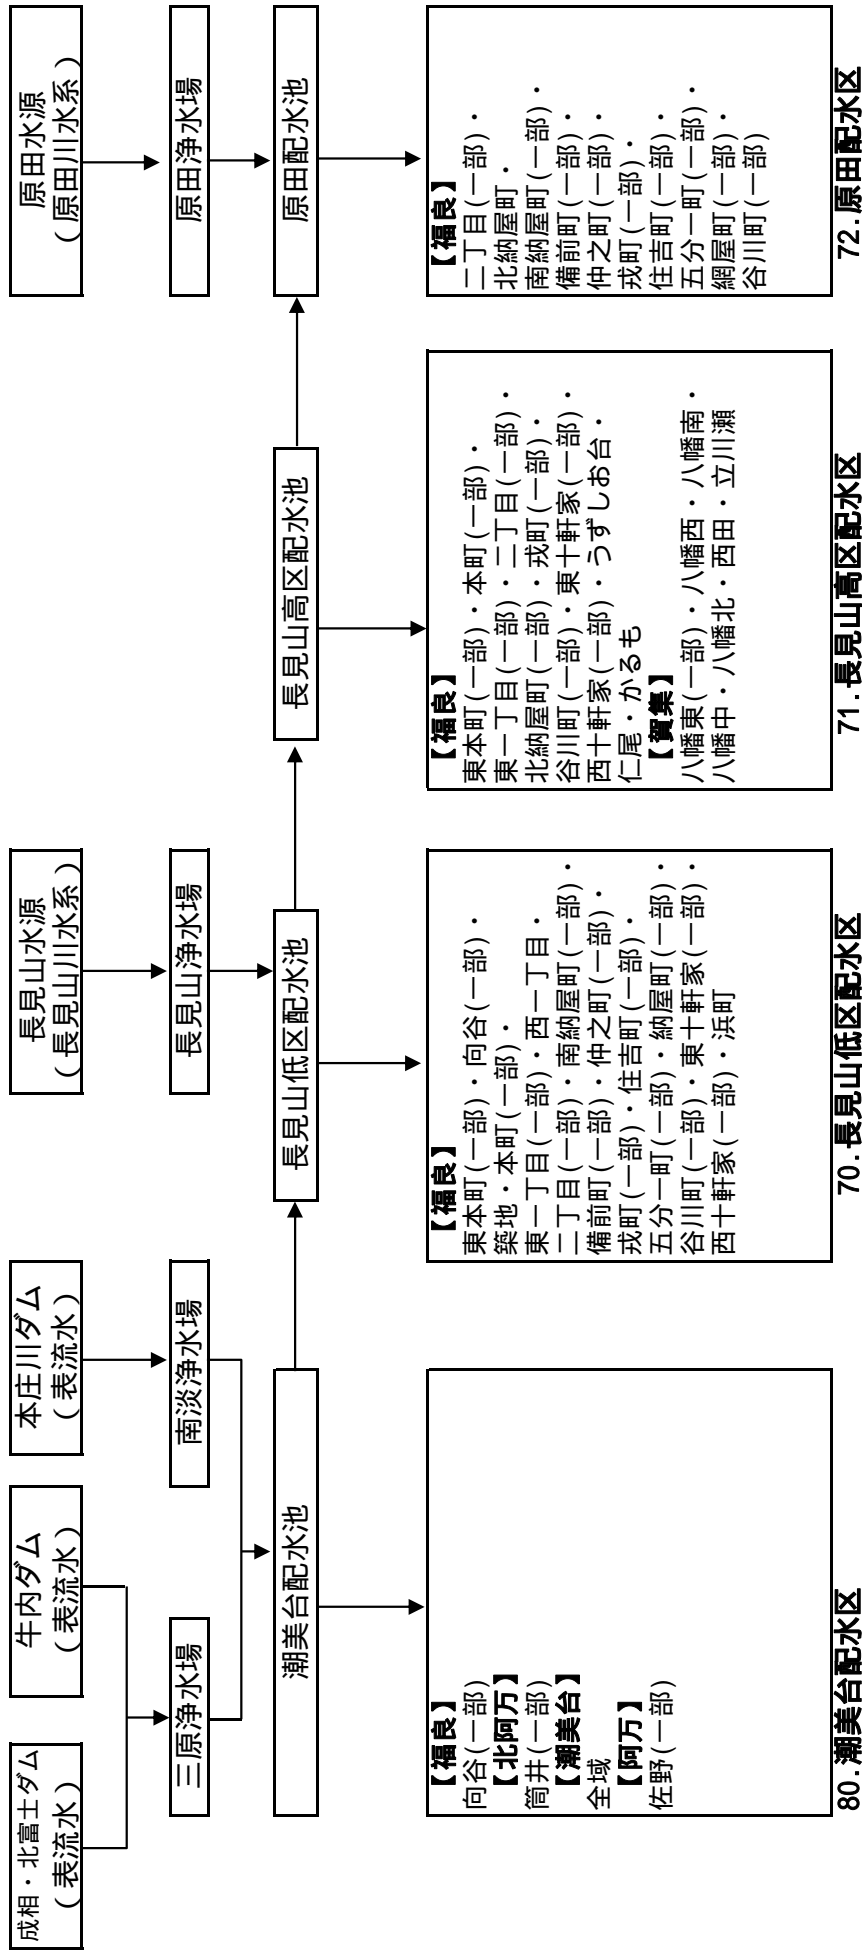 成相・北富士ダム
(表流水)
牛内ダム
(表流水)
本庄川ダム
(表流水)
長見山水源
(長見山川水系)
原田水源
(原田川水系)
三原浄水場
南淡浄水場
長見山浄水場
原田浄水場
潮美台配水池
長見山低区配水池
長見山高区配水池
原田配水池
【福良】
向谷(一部)
【北阿万】
筒井(一部)
【潮美台】
全域
【阿万】
佐野(一部)
80.潮美台配水区
【福良】
東本町(一部)・向谷(一部)・
築地・本町(一部)・
東一丁目(一部)・西一丁目・
二丁目(一部)・南納屋町(一部)・
備前町(一部)・仲之町(一部)・
戎町(一部)・住吉町(一部)・
五分一町(一部)・納屋町(一部)・
谷川町(一部)・東十軒家(一部)・
西十軒家(一部)・浜町
70.長見山低区配水区
【福良】
東本町(一部)・本町(一部)・
東一丁目(一部)・二丁目(一部)・
北納屋町(一部)・戎町(一部)・
谷川町(一部)・東十軒家(一部)・
西十軒家(一部)・うずしお台・
仁尾・かるも
【賀集】
八幡東(一部)・八幡西・八幡南・
八幡中・八幡北・西田・立川瀬
71.長見山高区配水区
【福良】
二丁目(一部)・
北納屋町・
南納屋町(一部)・
備前町(一部)・
仲之町(一部)・
戎町(一部)・
住吉町(一部)・
五分一町(一部)・
網屋町(一部)・
谷川町(一部)
72.原田配水区